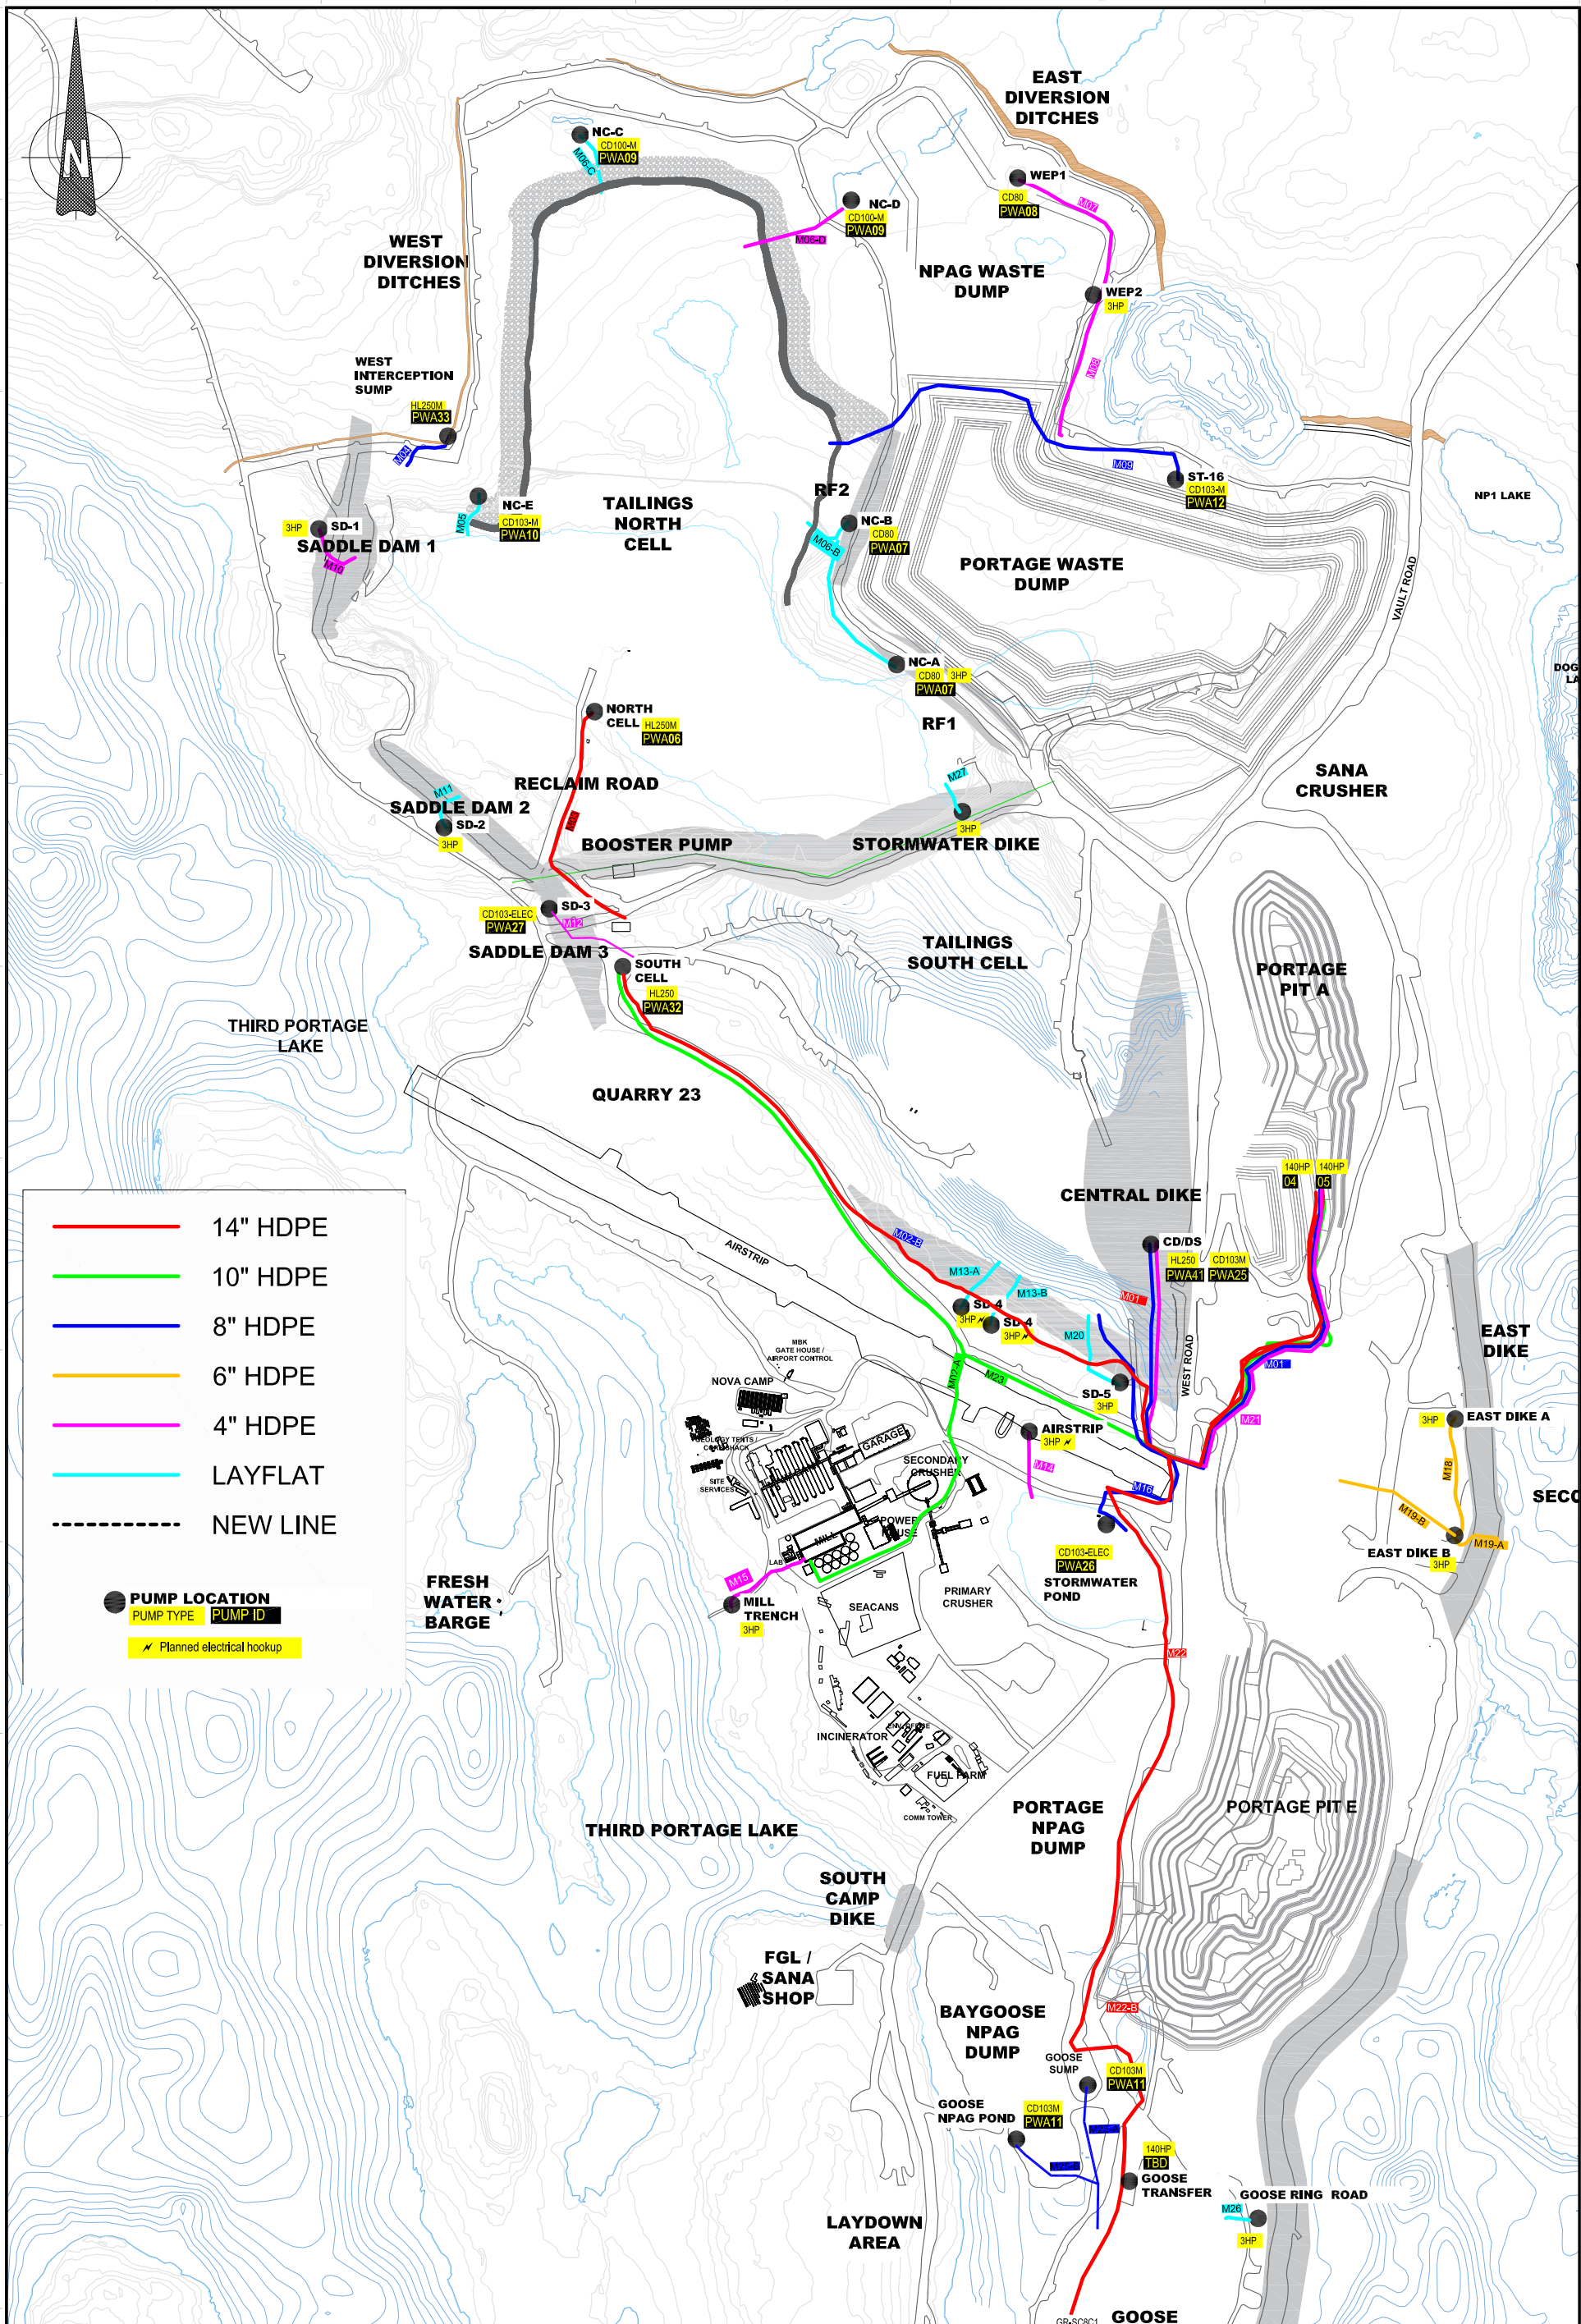 N
EAST
DIVERSION
DITCHES
NC-C
CD100-M
PWA09
M06-C
WEP1
CD80
PWA08
M07
NC-D
CD100-M
PWA09
M06-D
WEST
DIVERSION
DITCHES
NPAG WASTE
DUMP
WEP2
3HP
M08
WEST
INTERCEPTION
SUMP
HL250M
PWA33
M04
M09
ST-16
CD103-M
PWA12
NP1 LAKE
RF2
NC-E
CD103-M
PWA10
M05
TAILINGS
NORTH
CELL
NC-B
CD80
PWA07
M06-B
3HP
SD-1
SADDLE DAM 1
M10
PORTAGE WASTE
DUMP
VAULT ROAD
NC-A
CD80
3HP
PWA07
RF1
NORTH
CELL
HL250M
PWA06
RECLAIM ROAD
M03
SANA
CRUSHER
M27
3HP
M11
SADDLE DAM 2
SD-2
3HP
BOOSTER PUMP
STORMWATER DIKE
SD-3
CD103-ELEC
PWA27
M12
SADDLE DAM 3
SOUTH
CELL
HL250
PWA32
TAILINGS
SOUTH CELL
PORTAGE
PIT A
THIRD PORTAGE
LAKE
QUARRY 23
140HP
140HP
04
05
CENTRAL DIKE
14" HDPE
10" HDPE
8" HDPE
6" HDPE
4" HDPE
LAYFLAT
NEW LINE
PUMP LOCATION
PUMP TYPE
PUMP ID
Planned electrical hookup
AIRSTRIP
M02-B
CD/DS
HL250
CD103M
PWA41
PWA25
M13-A
M13-B
M01
SD-4
3HP
SD-4
3HP
M20
WEST ROAD
EAST
DIKE
M01
MBK
GATE HOUSE /
AIRPORT CONTROL
NOVA CAMP
M02-A
M23
SD-5
3HP
M21
3HP
EAST DIKE A
AIRSTRIP
3HP
M14
GARAGE
SITE
SERVICES
SECONDARY
CRUSHER
M16
M18
M19-B
M19-A
EAST DIKE B
3HP
MILL
LAB
CD103-ELEC
PWA26
STORMWATER
POND
M15
MILL
TRENCH
3HP
SEACANS
PRIMARY
CRUSHER
FRESH
WATER
BARGE
M22
INCINERATOR
FUEL FARM
COMM TOWER
PORTAGE
NPAG
DUMP
PORTAGE PIT E
THIRD PORTAGE LAKE
SOUTH
CAMP
DIKE
FGL /
SANA
SHOP
BAYGOOSE
NPAG
DUMP
M22-B
GOOSE
SUMP
CD103M
PWA11
GOOSE
NPAG POND
CD103M
PWA11
140HP
TBD
GOOSE
TRANSFER
GOOSE RING ROAD
M26
3HP
LAYDOWN
AREA
GOOSE